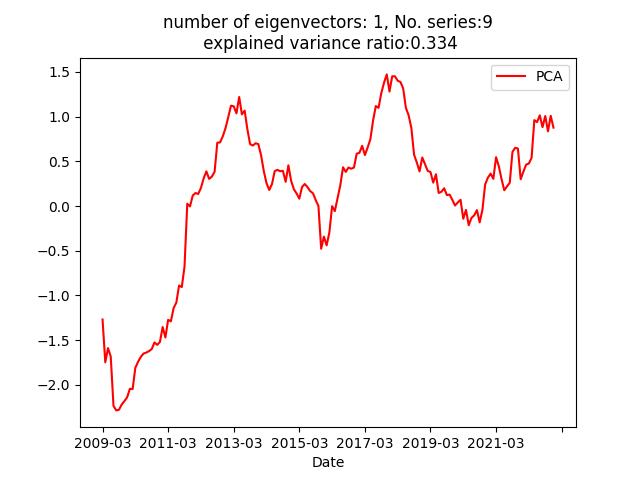 number of eigenvectors: 1, No. series:9
explained variance ratio:0.334
PCA
1.5
1.0
0.5
0.0
−0.5
−1.0
−1.5
−2.0
2009-03 2011-03 2013-03 2015-03 2017-03 2019-03 2021-03
Date